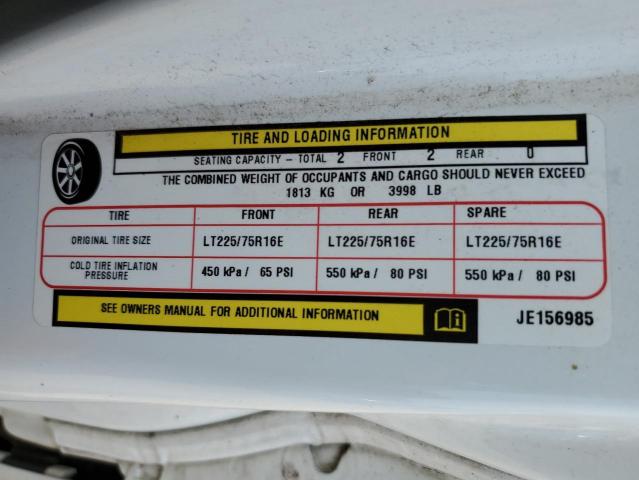 TIRE AND LOADING INFORMATION
SEATING CAPACITY - TOTAL 2 FRONT 2 REAR 0
THE COMBINED WEIGHT OF OCCUPANTS AND CARGO SHOULD NEVER EXCEED
1813 KG OR 3998 LB
TIRE FRONT REAR SPARE
ORIGINAL TIRE SIZE LT225/75R16E LT225/75R16E LT225/75R16E
COLD TIRE INFLATION
PRESSURE 450 kPa / 65 PSI 550 kPa / 80 PSI 550 kPa / 80 PSI
SEE OWNERS MANUAL FOR ADDITIONAL INFORMATION JE156985